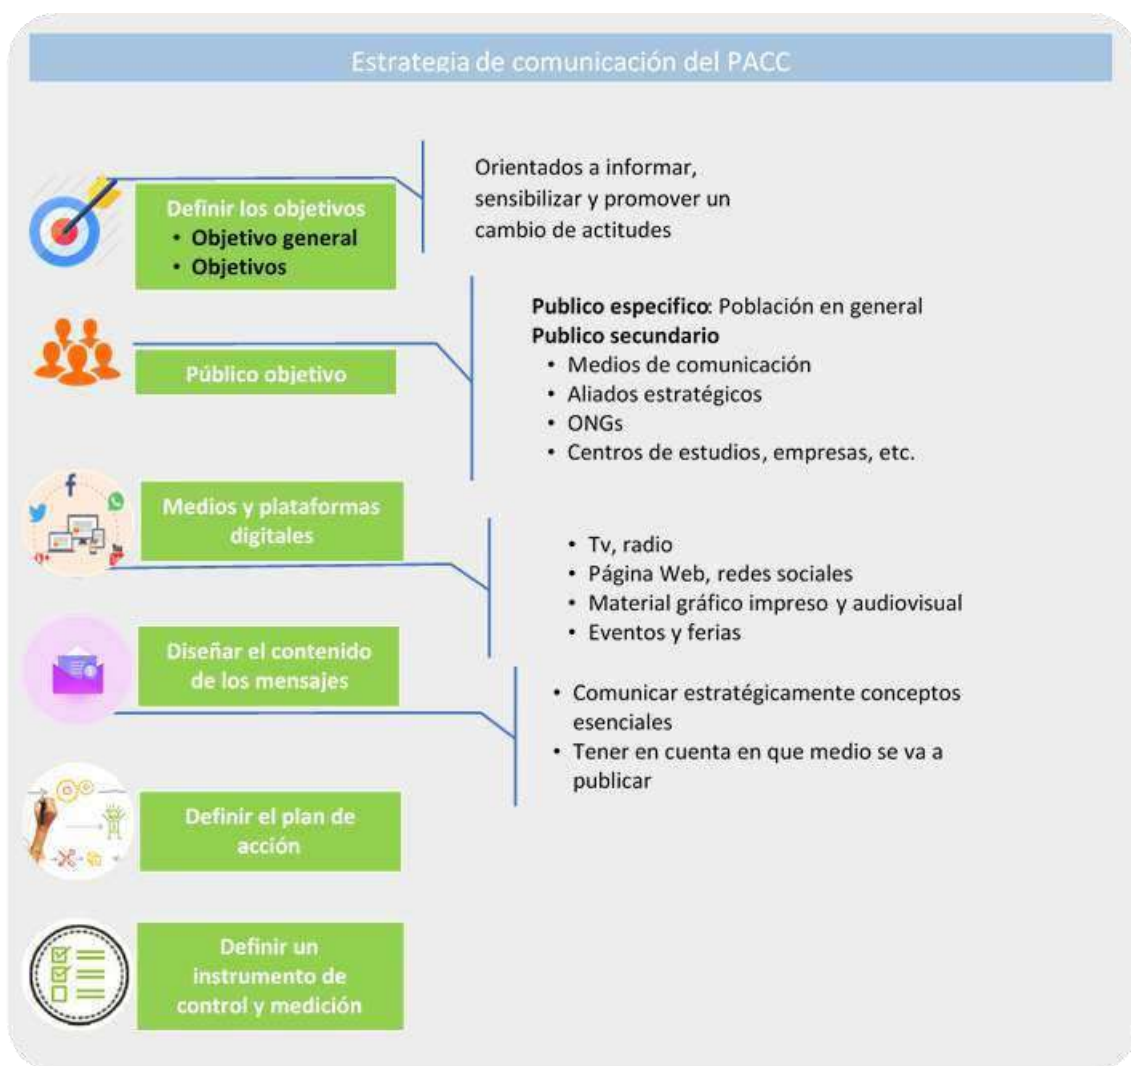 Estrategia de comunicación del PACC
Definir los objetivos
• Objetivo general
• Objetivos
Orientados a informar,
sensibilizar y promover un
cambio de actitudes
Público objetivo
Publico especifico: Población en general
Publico secundario
• Medios de comunicación
• Aliados estratégicos
• ONGs
• Centros de estudios, empresas, etc.
Medios y plataformas
digitales
• Tv, radio
• Página Web, redes sociales
• Material gráfico impreso y audiovisual
• Eventos y ferias
Diseñar el contenido
de los mensajes
• Comunicar estratégicamente conceptos
esenciales
• Tener en cuenta en que medio se va a
publicar
Definir el plan de
acción
Definir un
instrumento de
control y medición